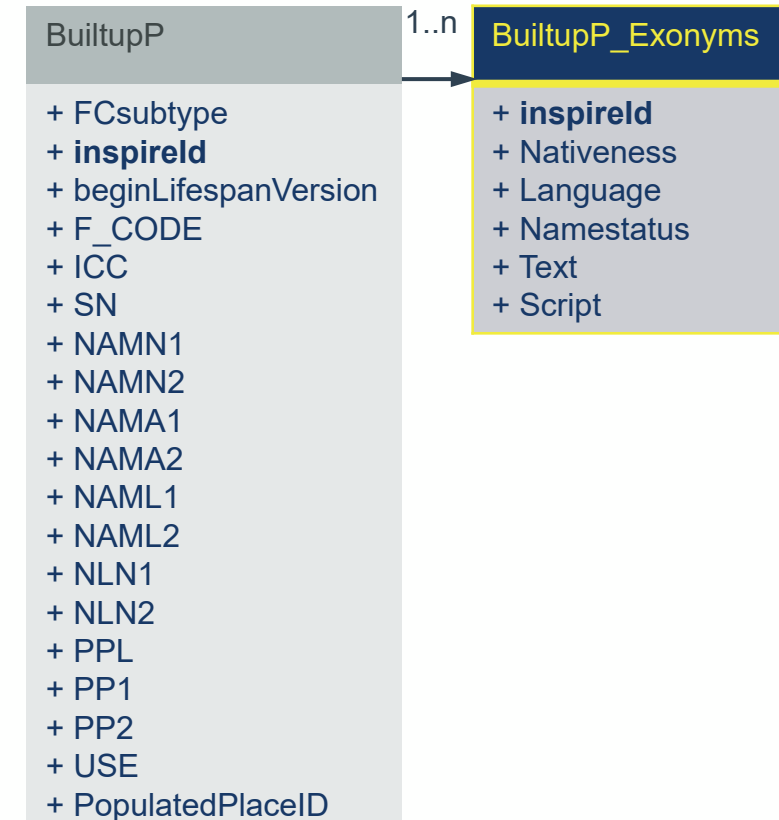 BuiltupP
+ FCsubtype
+ inspireId
+ beginLifespanVersion
+ F_CODE
+ ICC
+ SN
+ NAMN1
+ NAMN2
+ NAMA1
+ NAMA2
+ NAML1
+ NAML2
+ NLN1
+ NLN2
+ PPL
+ PP1
+ PP2
+ USE
+ PopulatedPlaceID
1..n
BuiltupP_Exonyms
+ inspireId
+ Nativeness
+ Language
+ Namestatus
+ Text
+ Script